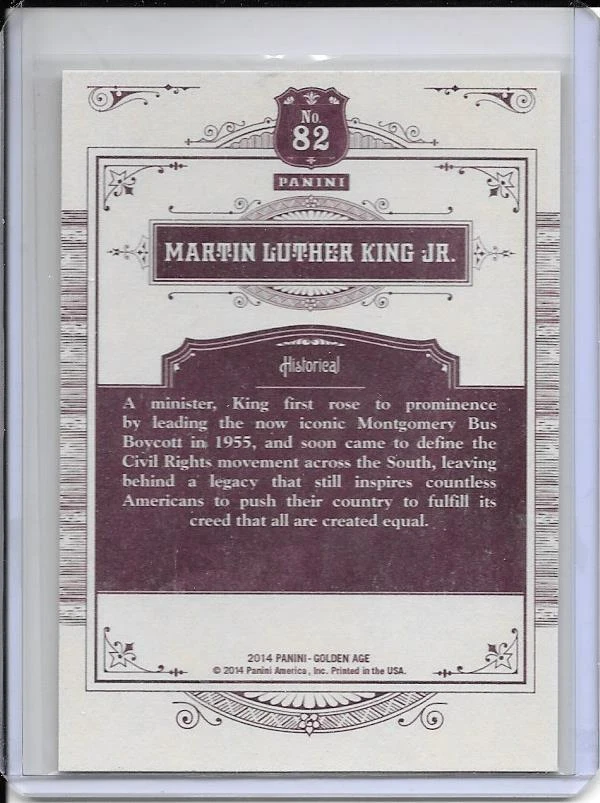 No.
82
PANINI
MARTIN LUTHER KING JR.
Historical
A minister, King first rose to prominence
by leading the now iconic Montgomery Bus
Boycott in 1955, and soon came to define the
Civil Rights movement across the South, leaving
behind a legacy that still inspires countless
Americans to push their country to fulfill its
creed that all are created equal.
2014 PANINI - GOLDEN AGE
© 2014 Panini America, Inc. Printed in the USA.